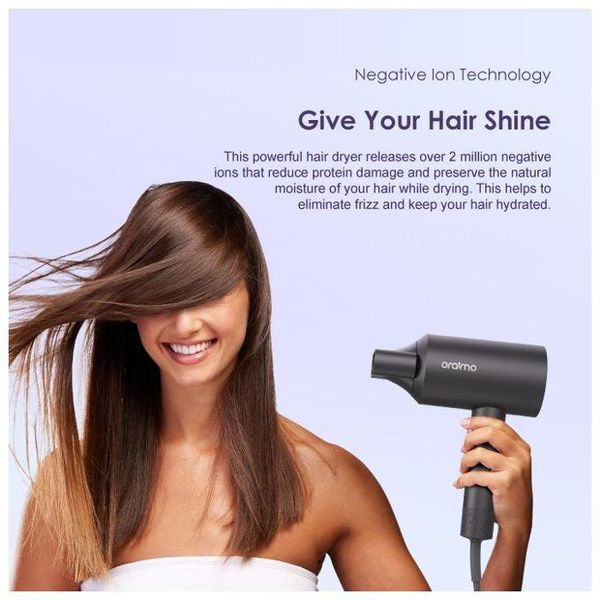 Negative Ion Technology
Give Your Hair Shine
This powerful hair dryer releases over 2 million negative
ions that reduce protein damage and preserve the natural
moisture of your hair while drying. This helps to
eliminate frizz and keep your hair hydrated.
oraimo